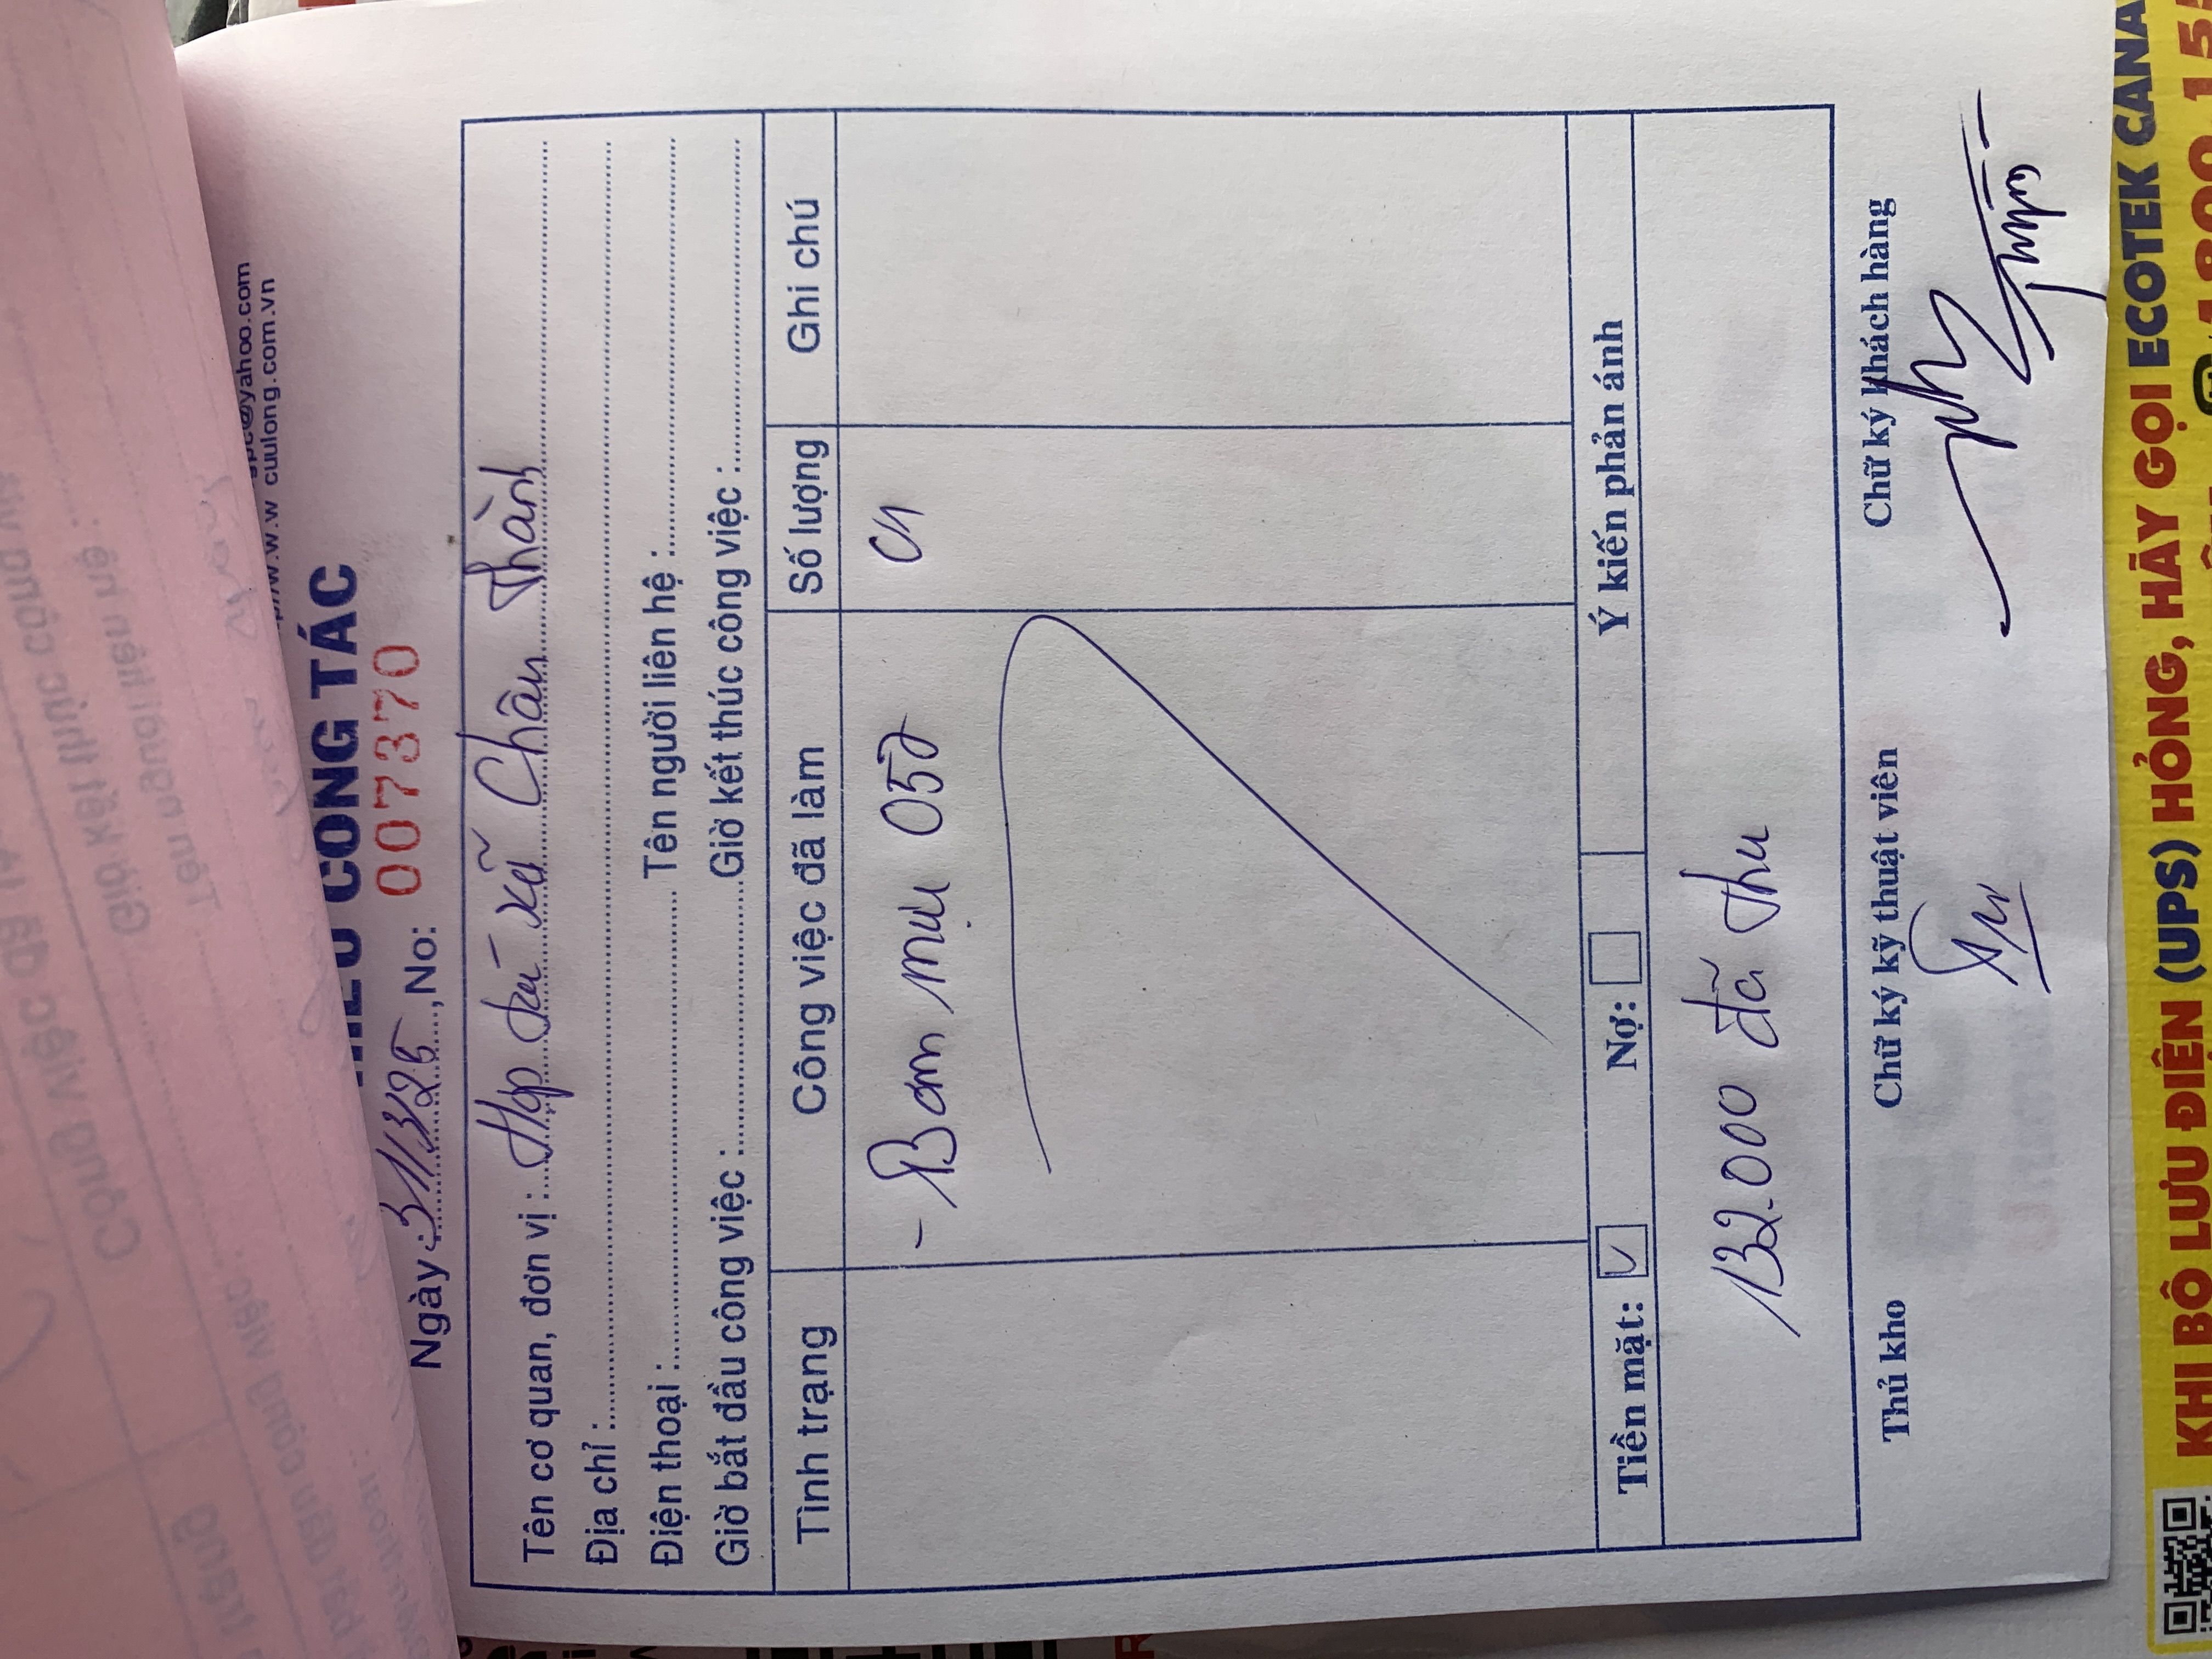 @yahoo.com
cuulong.com.vn
CÔNG TÁC
Ngày 31/3/25, No: 007370
Tên cơ quan, đơn vị : Hợp tác xã Chân Thành
Địa chỉ :
Điện thoại : Tên người liên hệ :
Giờ bắt đầu công việc : Giờ kết thúc công việc :
Tình trạng Công việc đã làm Số lượng Ghi chú
- Bơm mực 05A 01
Tiền mặt: ✓ Nợ: Ý kiến phản ánh
132.000 đã thu
Thủ kho Chữ ký kỹ thuật viên Chữ ký khách hàng
KHI BỘ LƯU ĐIỆN (UPS) HỎNG, HÃY GỌI ECOTEK CANA